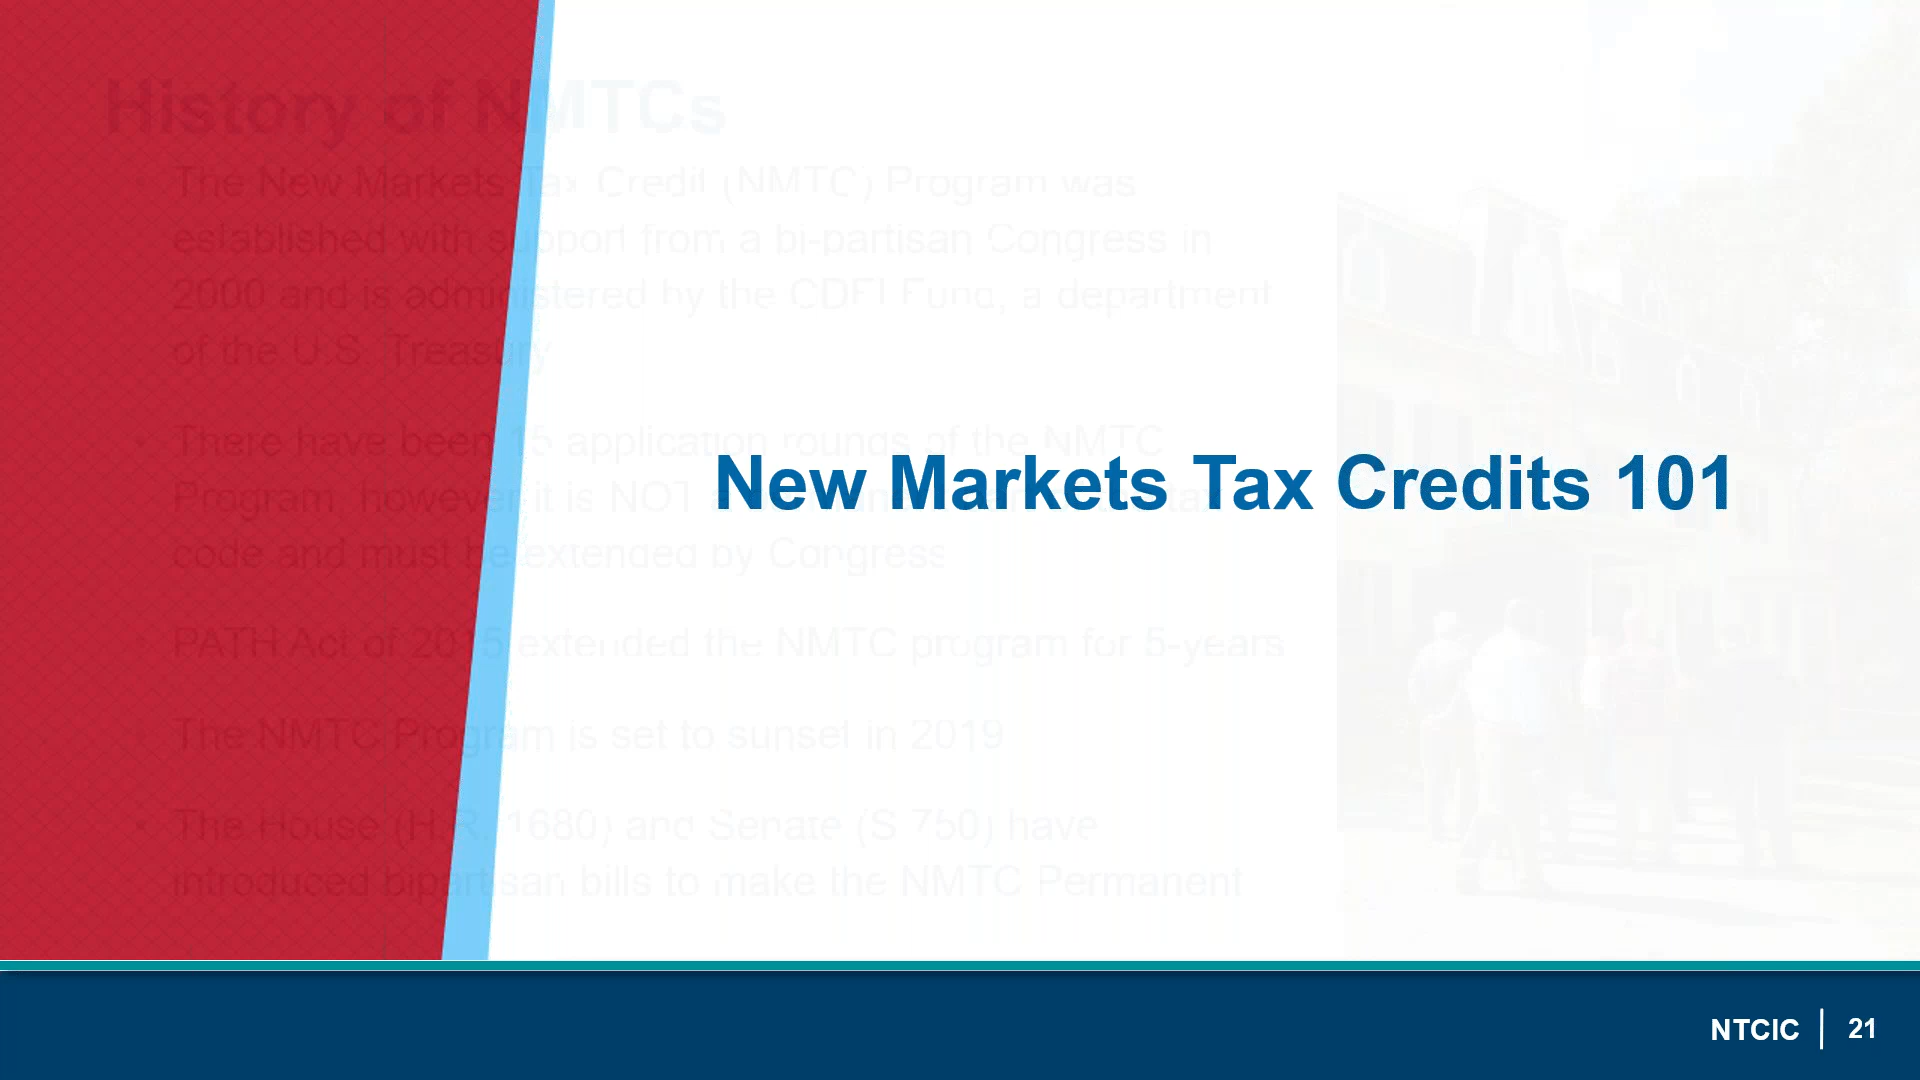 History of NMTCs
• The New Markets Tax Credit (NMTC) Program was
established with support from a bi-partisan Congress in
2000 and is administered by the CDFI Fund, a department
of the U.S. Treasury
• There have been 15 application rounds of the NMTC
New Markets Tax Credits 101
Program, however it is NOT
code and must be extended by Congress
• PATH Act of 2015 extended the NMTC program for 5-years
• The NMTC Program is set to sunset in 2019
• The House (H.R. 1680) and Senate (S 750) have
introduced bipartisan bills to make the NMTC Permanent
NTCIC 21